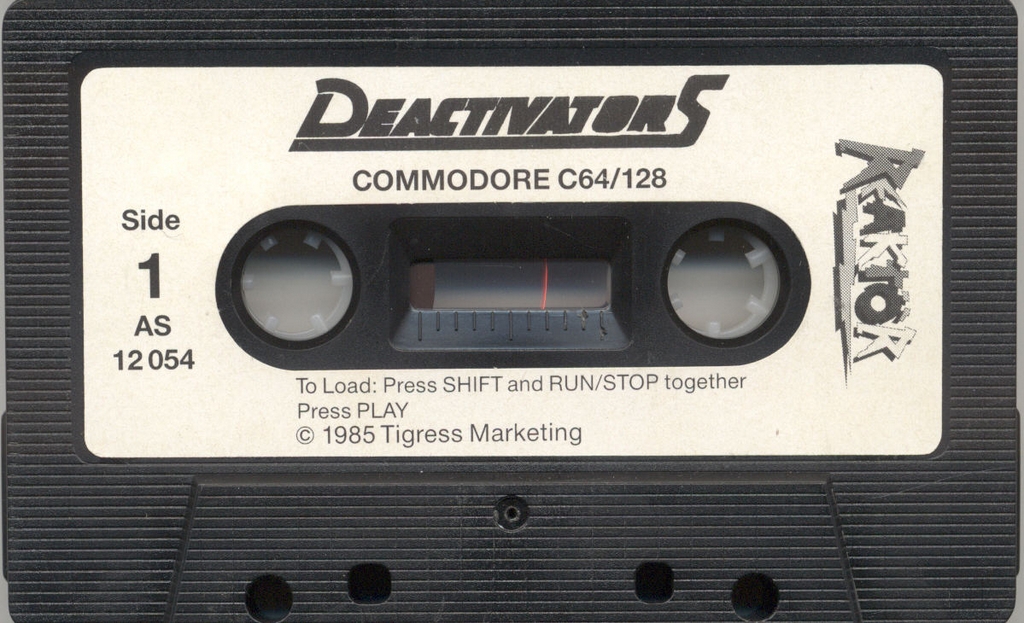 DEACTIVATORS
COMMODORE C64/128
Side
1
AS
12 054
REAKTÖR
To Load: Press SHIFT and RUN/STOP together
Press PLAY
© 1985 Tigress Marketing